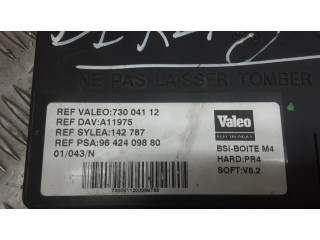 NE PAS LAISSER TOMBER
REF VALEO:730 041 12
REF DAV:A11975
REF SYLEA:142 787
REF PSA:96 424 098 80
01/043/N
Valeo
BSI-BOITE M4
HARD:PR4
SOFT:V8.2